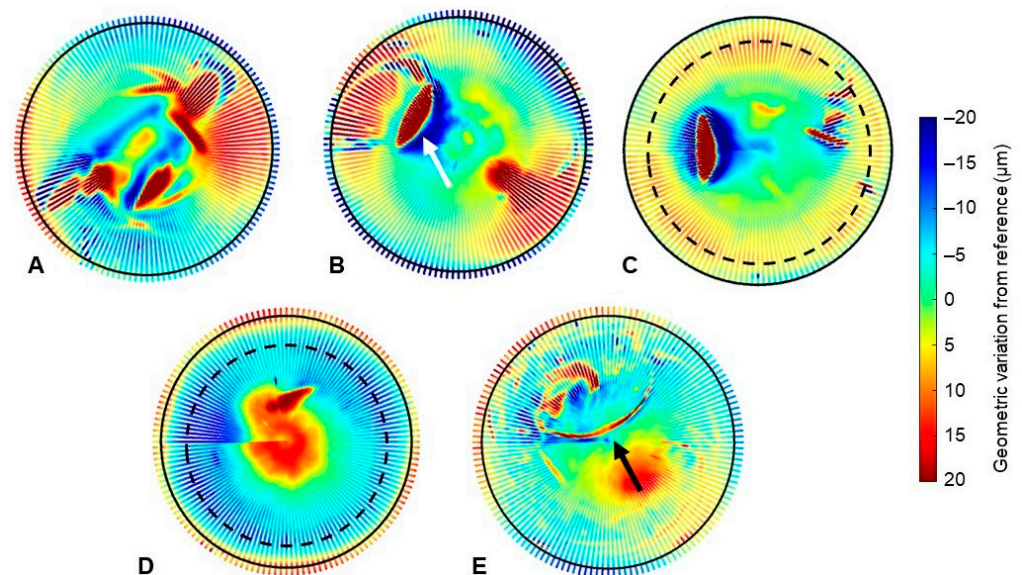 A
B
C
D
E
–20
–15
–10
–5
0
5
10
15
20
Geometric variation from reference (µm)